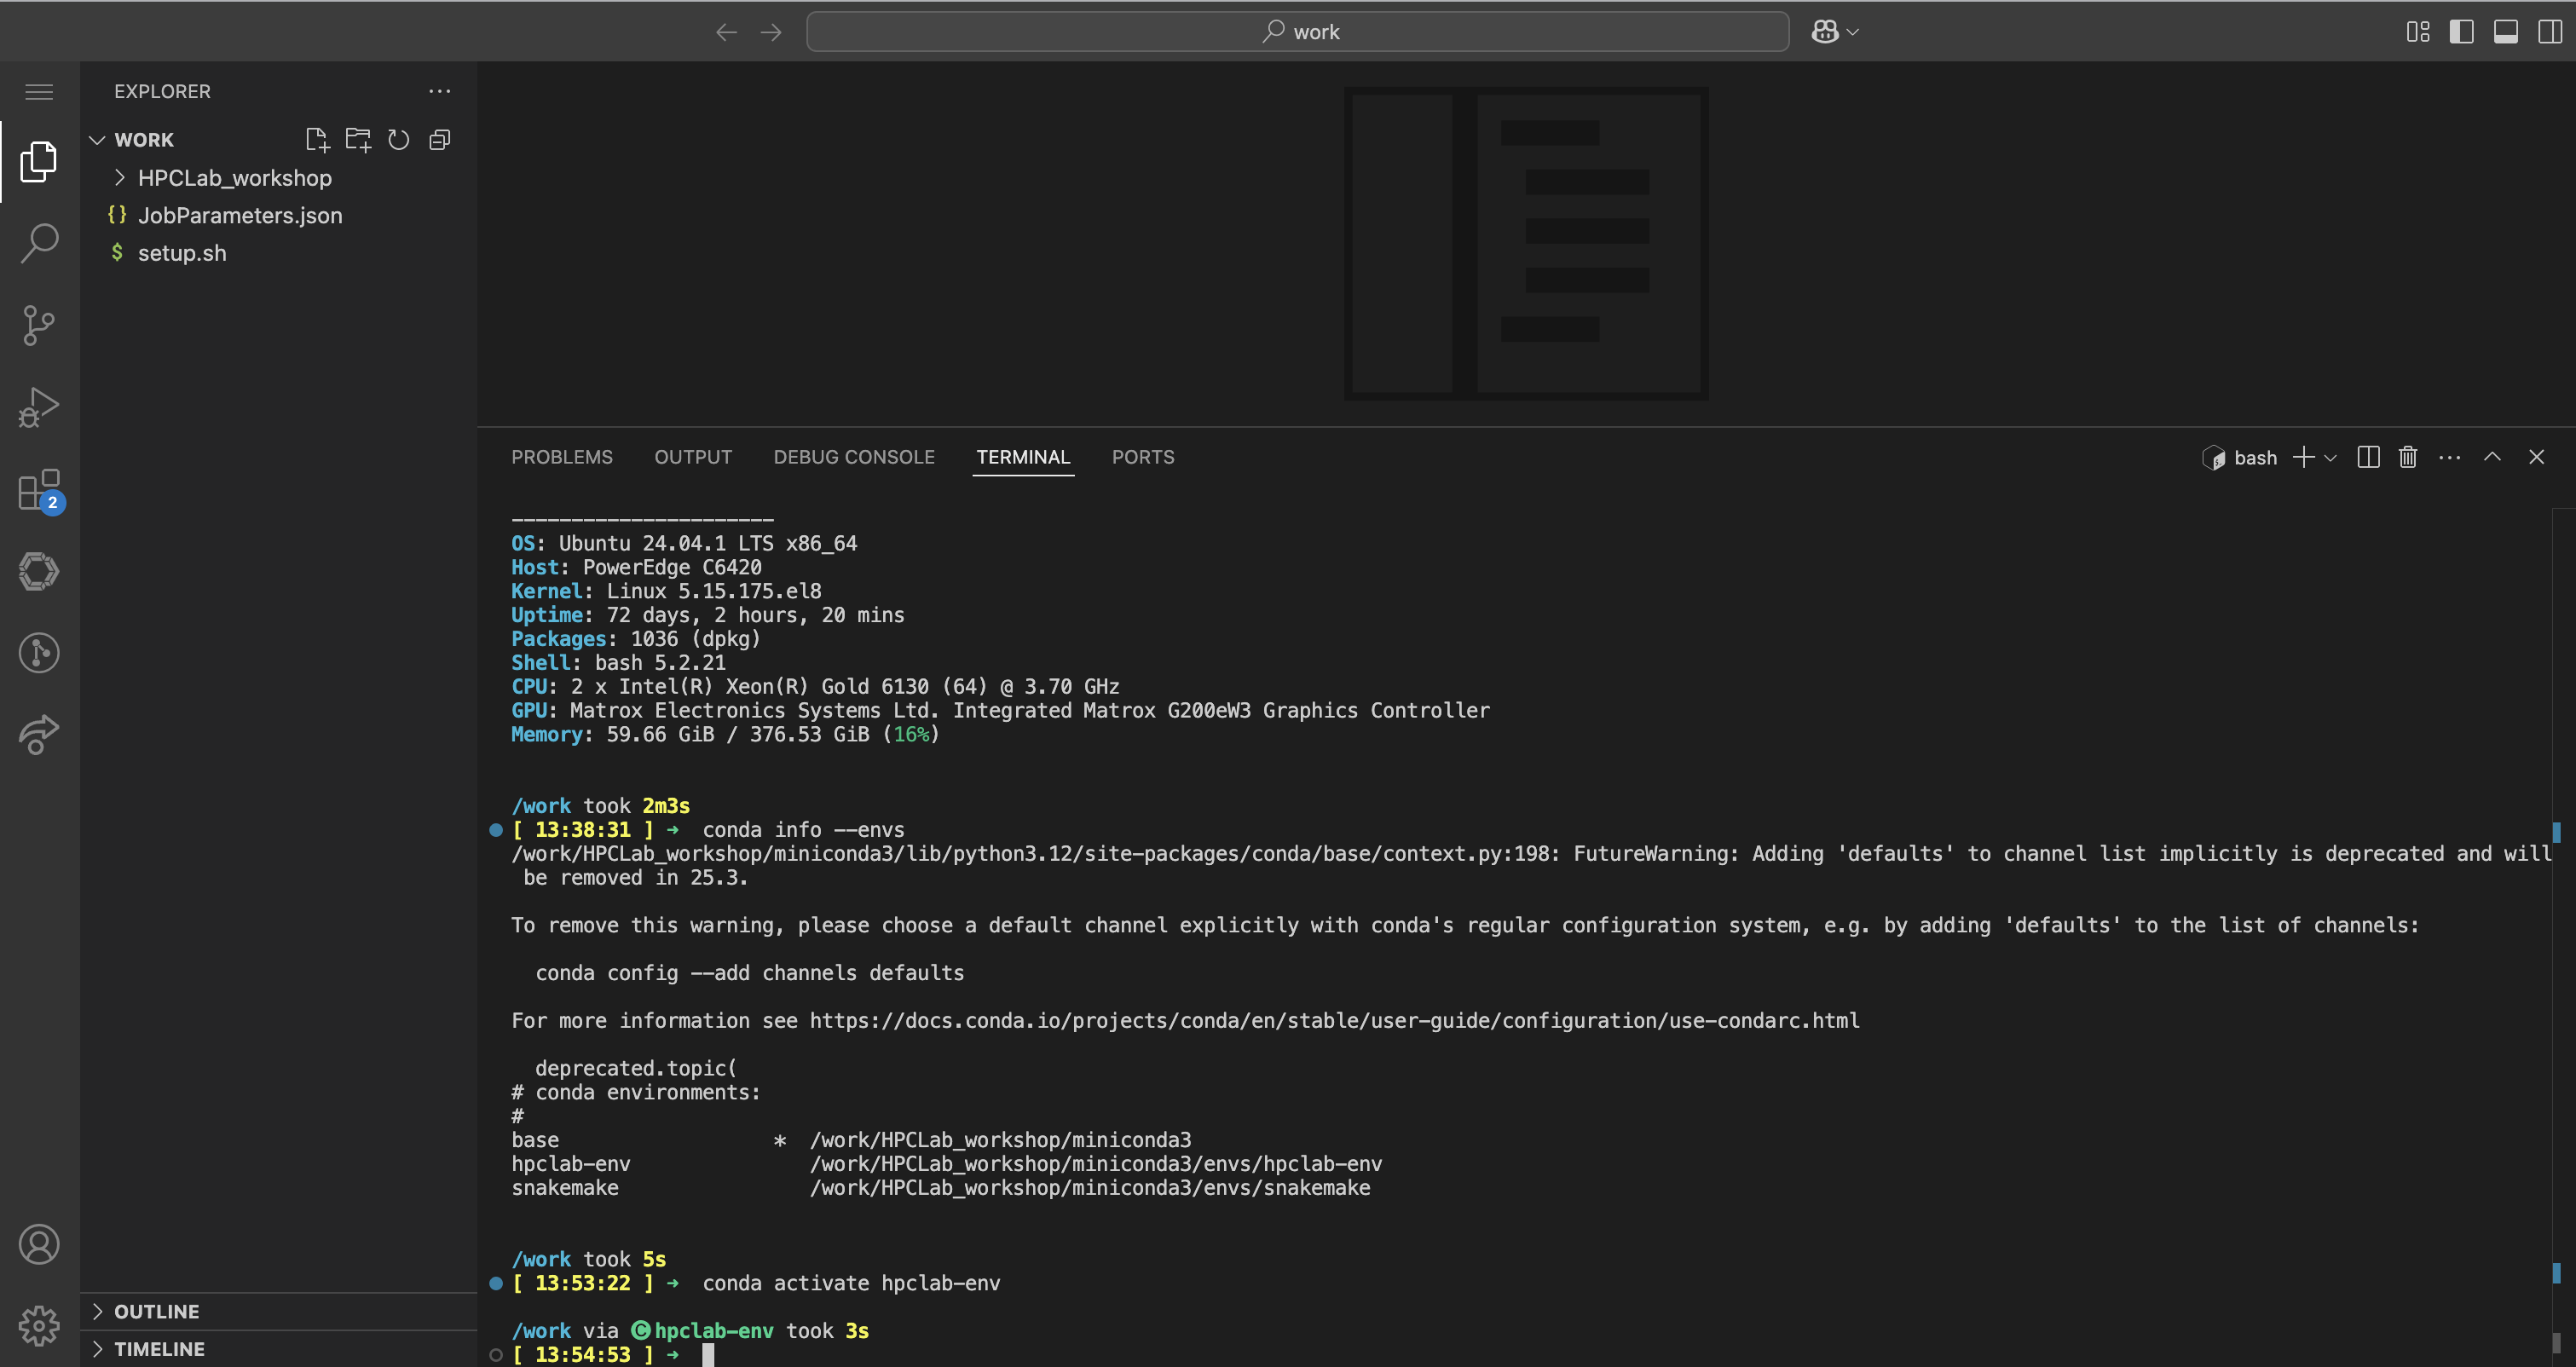 work
EXPLORER
WORK
HPCLab_workshop
{} JobParameters.json
$ setup.sh
2
PROBLEMS OUTPUT DEBUG CONSOLE TERMINAL PORTS
bash
----------------------
OS: Ubuntu 24.04.1 LTS x86_64
Host: PowerEdge C6420
Kernel: Linux 5.15.175.el8
Uptime: 72 days, 2 hours, 20 mins
Packages: 1036 (dpkg)
Shell: bash 5.2.21
CPU: 2 x Intel(R) Xeon(R) Gold 6130 (64) @ 3.70 GHz
GPU: Matrox Electronics Systems Ltd. Integrated Matrox G200eW3 Graphics Controller
Memory: 59.66 GiB / 376.53 GiB (16%)
/work took 2m3s
[ 13:38:31 ] ➜ conda info --envs
/work/HPCLab_workshop/miniconda3/lib/python3.12/site-packages/conda/base/context.py:198: FutureWarning: Adding 'defaults' to channel list implicitly is deprecated and will
be removed in 25.3.
To remove this warning, please choose a default channel explicitly with conda's regular configuration system, e.g. by adding 'defaults' to the list of channels:
conda config --add channels defaults
For more information see https://docs.conda.io/projects/conda/en/stable/user-guide/configuration/use-condarc.html
deprecated.topic(
# conda environments:
#
base * /work/HPCLab_workshop/miniconda3
hpclab-env /work/HPCLab_workshop/miniconda3/envs/hpclab-env
snakemake /work/HPCLab_workshop/miniconda3/envs/snakemake
/work took 5s
[ 13:53:22 ] ➜ conda activate hpclab-env
/work via 🅒 hpclab-env took 3s
[ 13:54:53 ] ➜
OUTLINE
TIMELINE